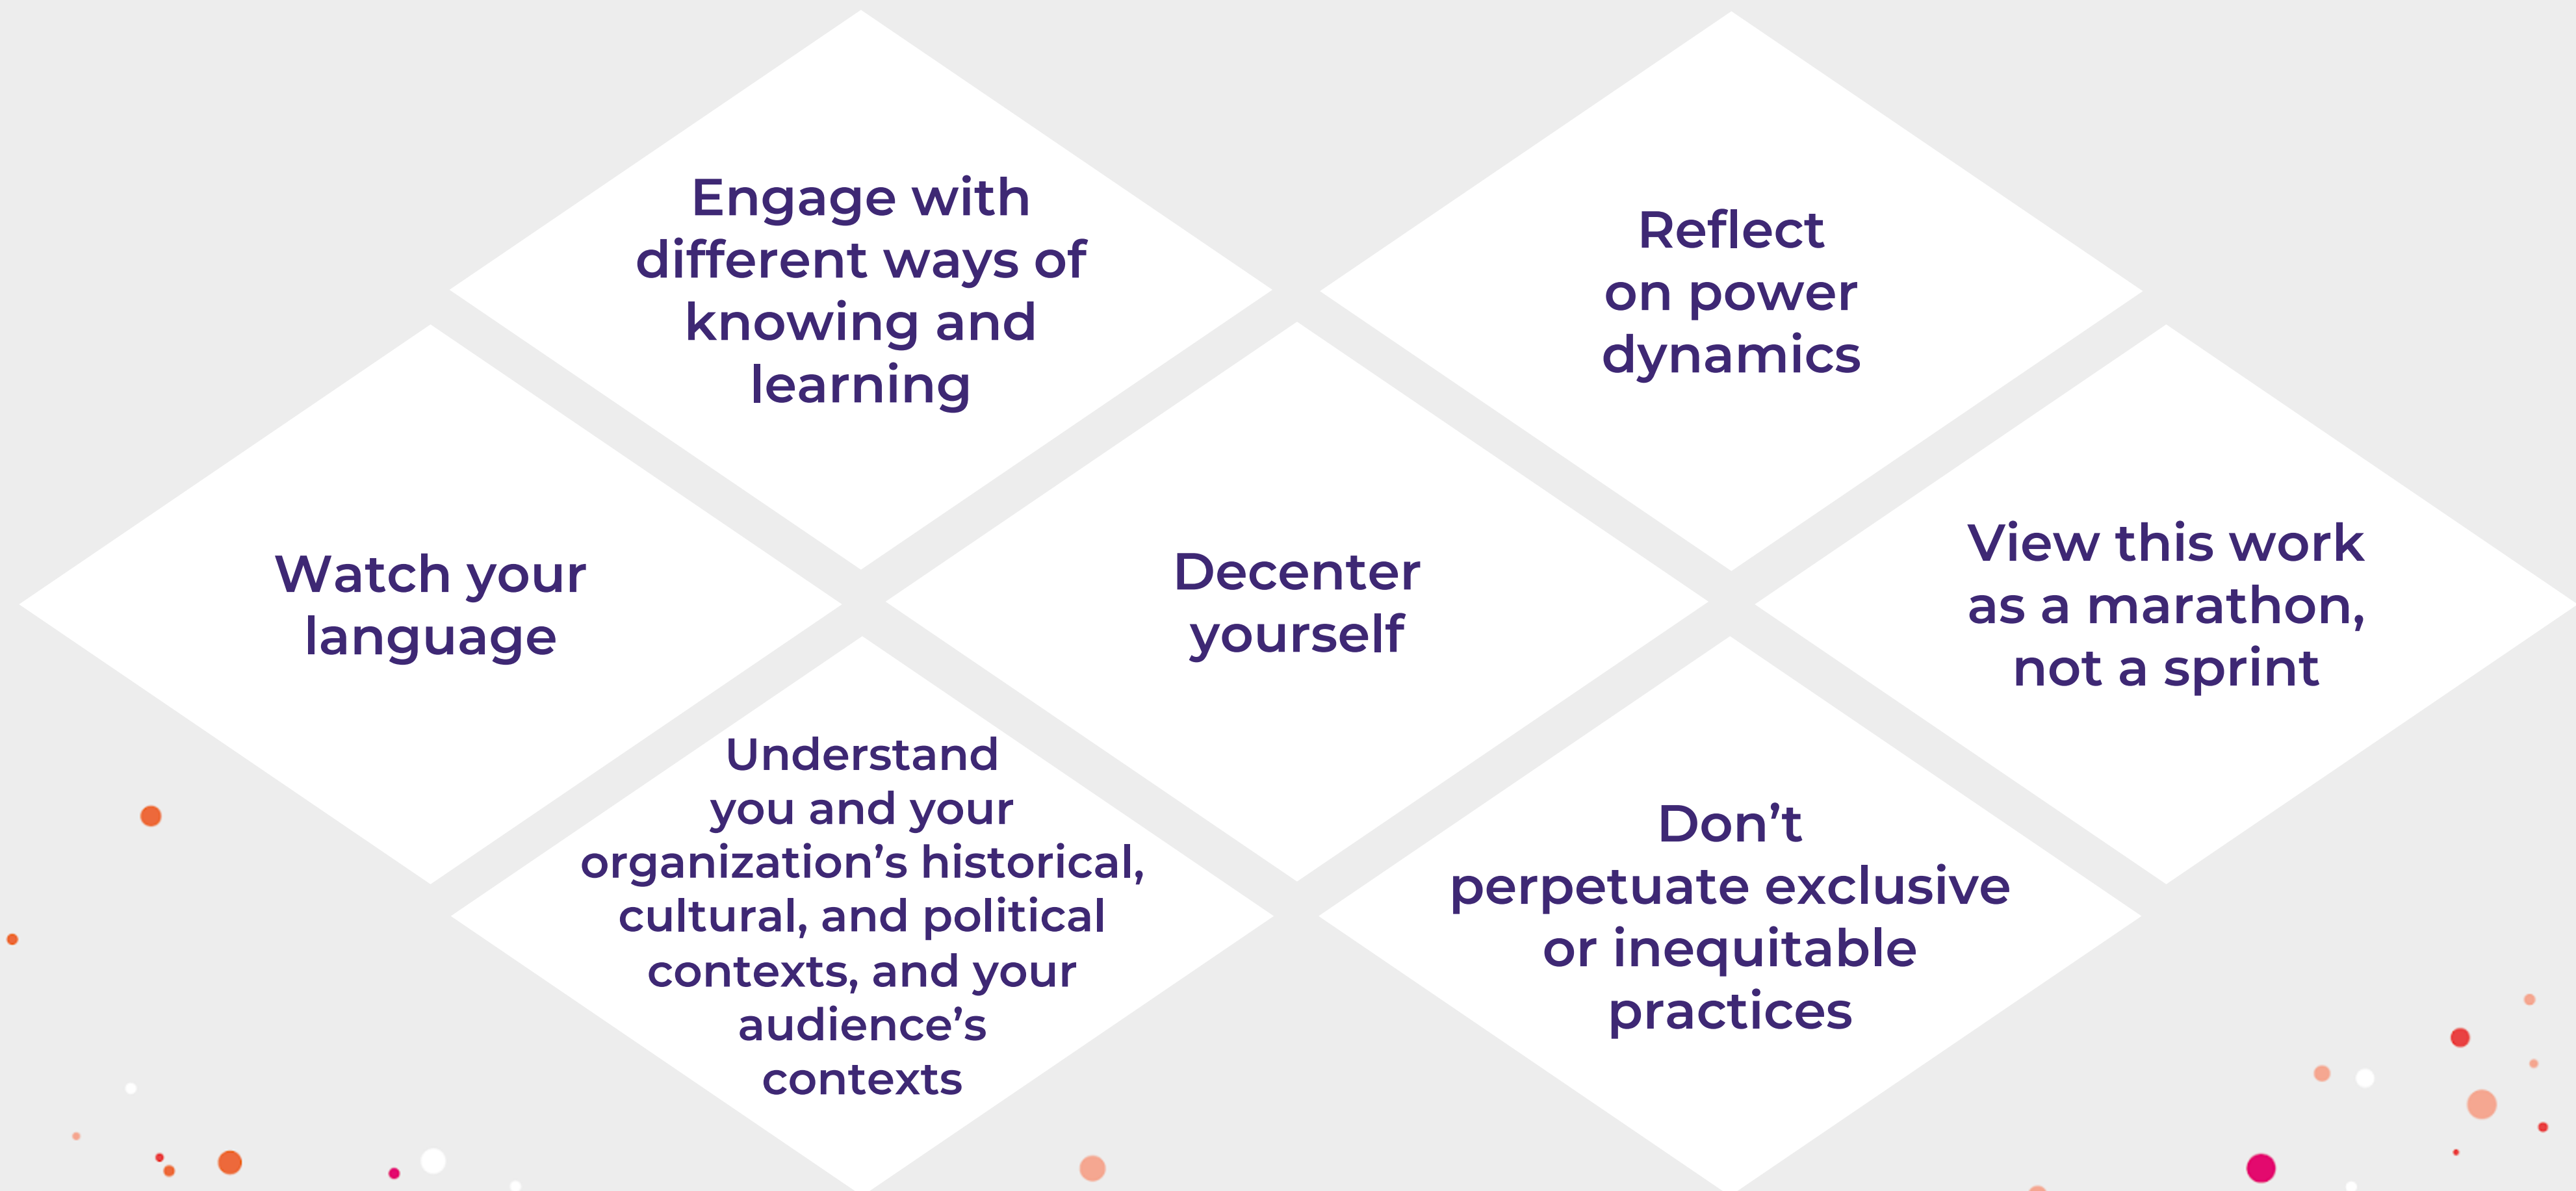 Engage with
different ways of
knowing and
learning
Reflect
on power
dynamics
Watch your
language
Decenter
yourself
View this work
as a marathon,
not a sprint
Understand
you and your
organization’s historical,
cultural, and political
contexts, and your
audience’s
contexts
Don’t
perpetuate exclusive
or inequitable
practices